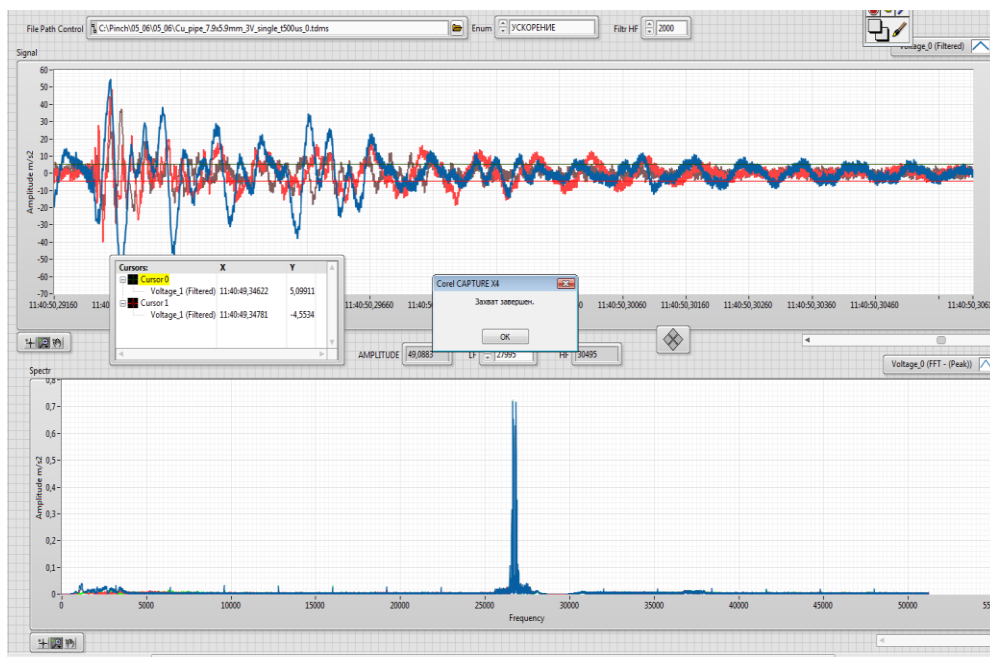 File Path Control C:\Pinch\05_06\05_06\Cu_pipe_7.9x5.9mm_3V_single_t500us_0.tdms Enum УСКОРЕНИЕ Filtr HF 2000
Voltage_0 (Filtered)
Signal
60
50
40
30
20
10
0
-10
-20
-30
-40
-50
-60
-70
Amplitude m/s2
Cursors: X Y
Cursor 0
Voltage_1 (Filtered) 11:40:49,34622 5,09911
Cursor 1
Voltage_1 (Filtered) 11:40:49,34781 -4,5534
Corel CAPTURE X4
Захват завершен.
OK
11:40:50,29160 11:40 11:40:50,29660 11:40:5 11:40:50,30160 11:40:50,30260 11:40:50,30360 11:40:50,30460
AMPLITUDE 49,0883 LF 27995 HF 30495
Voltage_0 (FFT - (Peak))
Spectr
0,8
0,7
0,6
0,5
0,4
0,3
0,2
0,1
0
Amplitude m/s2
0 5000 10000 15000 20000 25000 30000 35000 40000 45000 50000
Frequency